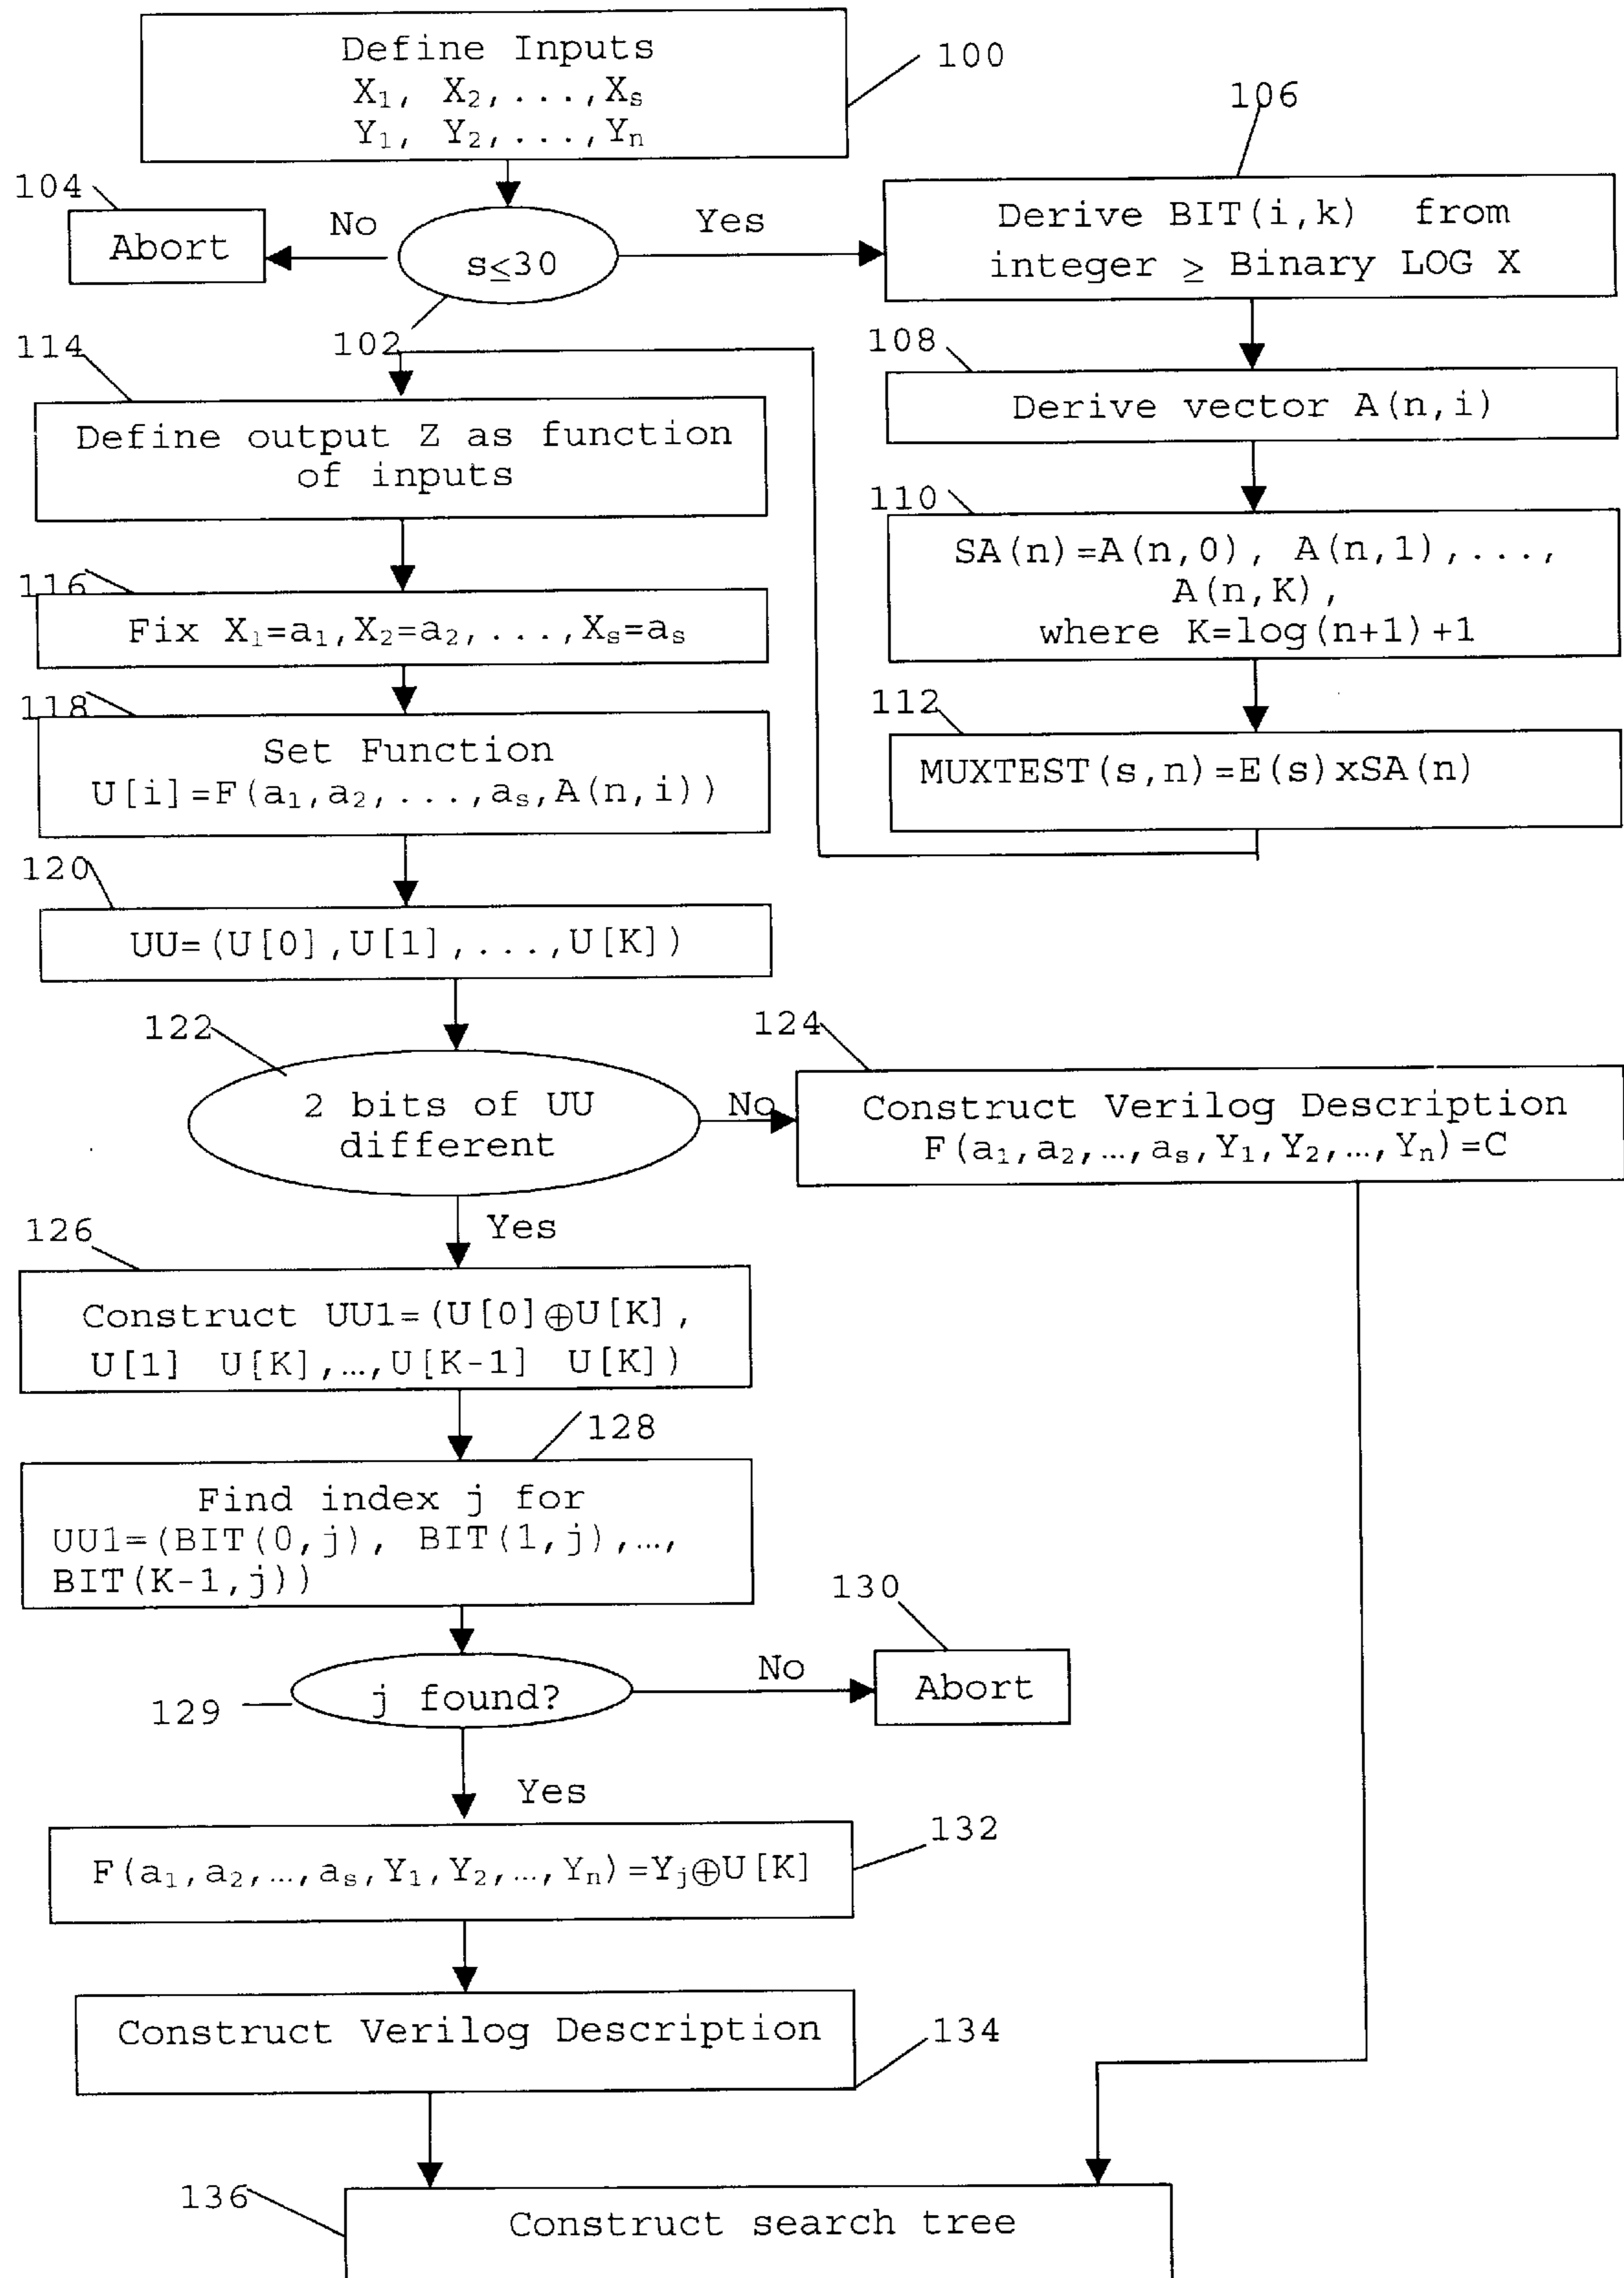 Define Inputs
X₁, X₂,...,Xₛ
Y₁, Y₂,...,Yₙ
100
106
104
Abort
No
s≤30
Yes
102
Derive BIT(i,k) from
integer ≥ Binary LOG X
108
Derive vector A(n,i)
110
SA(n)=A(n,0), A(n,1),...,
A(n,K),
where K=log(n+1)+1
112
MUXTEST(s,n)=E(s)xSA(n)
114
Define output Z as function
of inputs
116
Fix X₁=a₁,X₂=a₂,...,Xₛ=aₛ
118
Set Function
U[i]=F(a₁,a₂,...,aₛ,A(n,i))
120
UU=(U[0],U[1],...,U[K])
122
2 bits of UU
different
No
124
Construct Verilog Description
F(a₁,a₂,…,aₛ,Y₁,Y₂,…,Yₙ)=C
Yes
126
Construct UU1=(U[0]⊕U[K],
U[1] U[K],…,U[K-1] U[K])
128
Find index j for
UU1=(BIT(0,j), BIT(1,j),…,
BIT(K-1,j))
129
j found?
No
130
Abort
Yes
132
F(a₁,a₂,…,aₛ,Y₁,Y₂,…,Yₙ)=Yⱼ⊕U[K]
Construct Verilog Description
134
136
Construct search tree